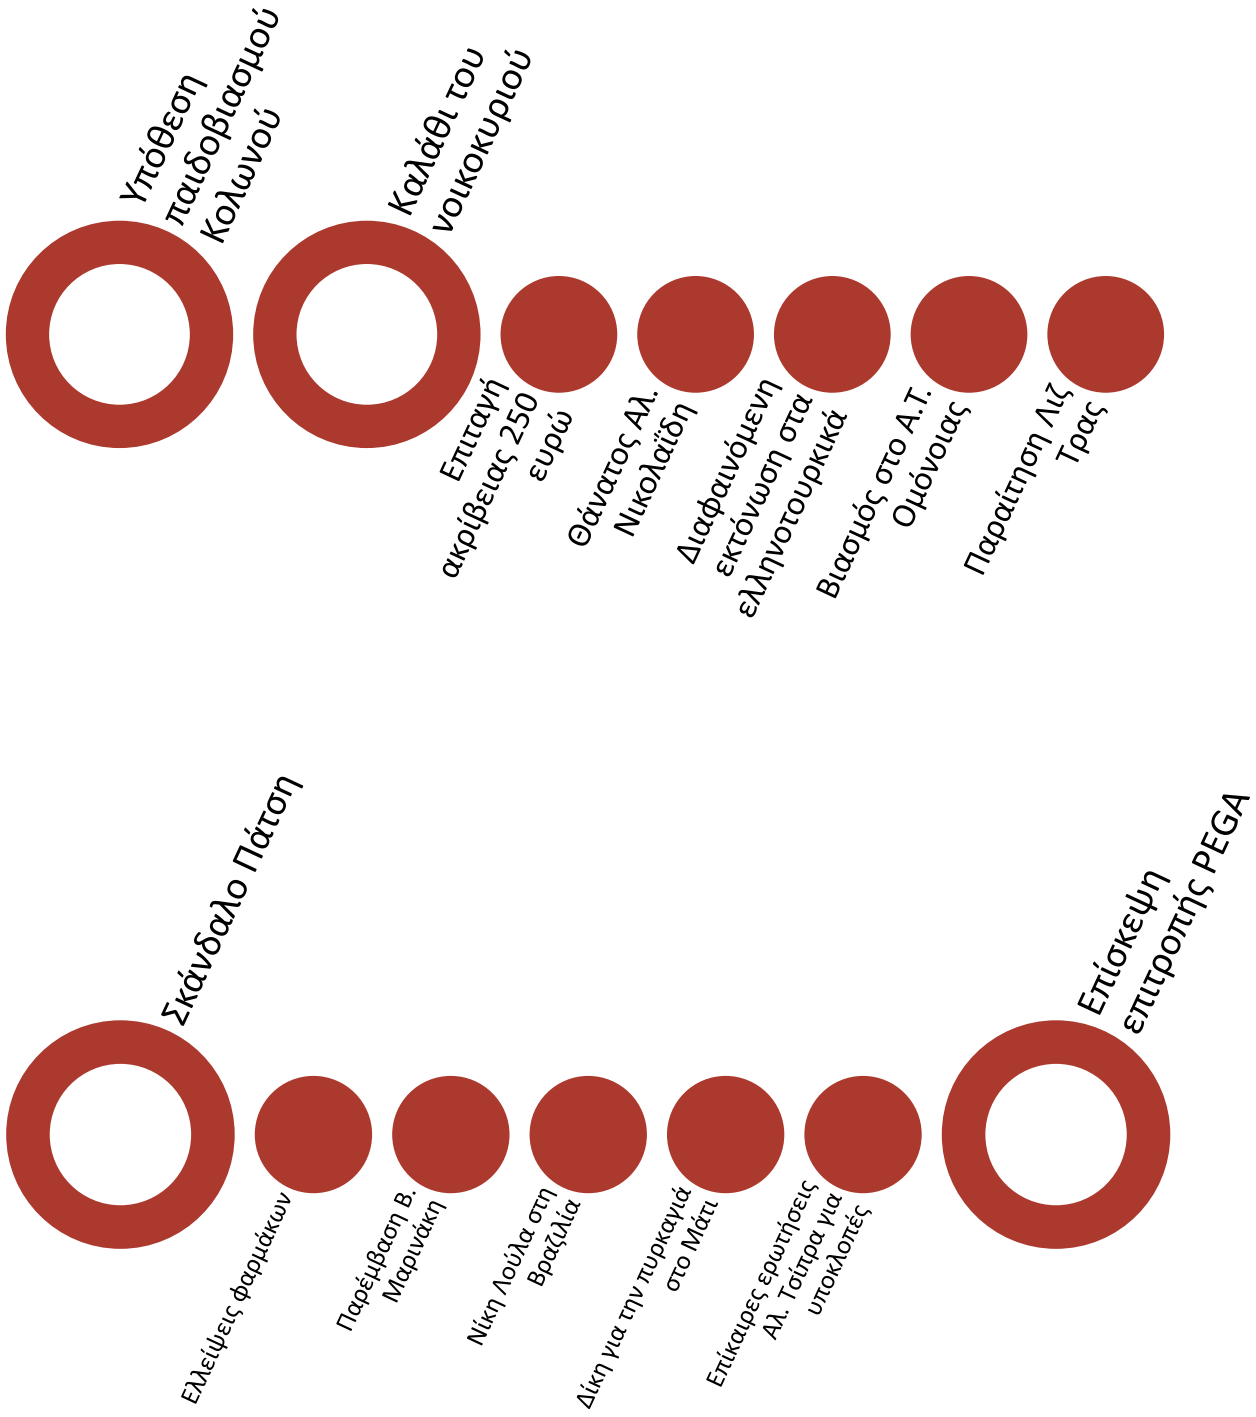 Υπόθεση
παιδοβιασμού
Κολωνού
Καλάθι του
νοικοκυριού
Επιταγή
ακρίβειας 250
ευρώ
Θάνατος Αλ.
Νικολαΐδη
Διαφαινόμενη
εκτόνωση στα
ελληνοτουρκικά
Βιασμός στο Α.Τ.
Ομόνοιας
Παραίτηση Λιζ
Τρας
Σκάνδαλο Πάτση
Ελλείψεις φαρμάκων
Παρέμβαση Β.
Μαρινάκη
Νίκη Λούλα στη
Βραζιλία
Δίκη για την πυρκαγιά
στο Μάτι
Επίκαιρες ερωτήσεις
Αλ. Τσίπρα για
υποκλοπές
Επίσκεψη
επιτροπής PEGA